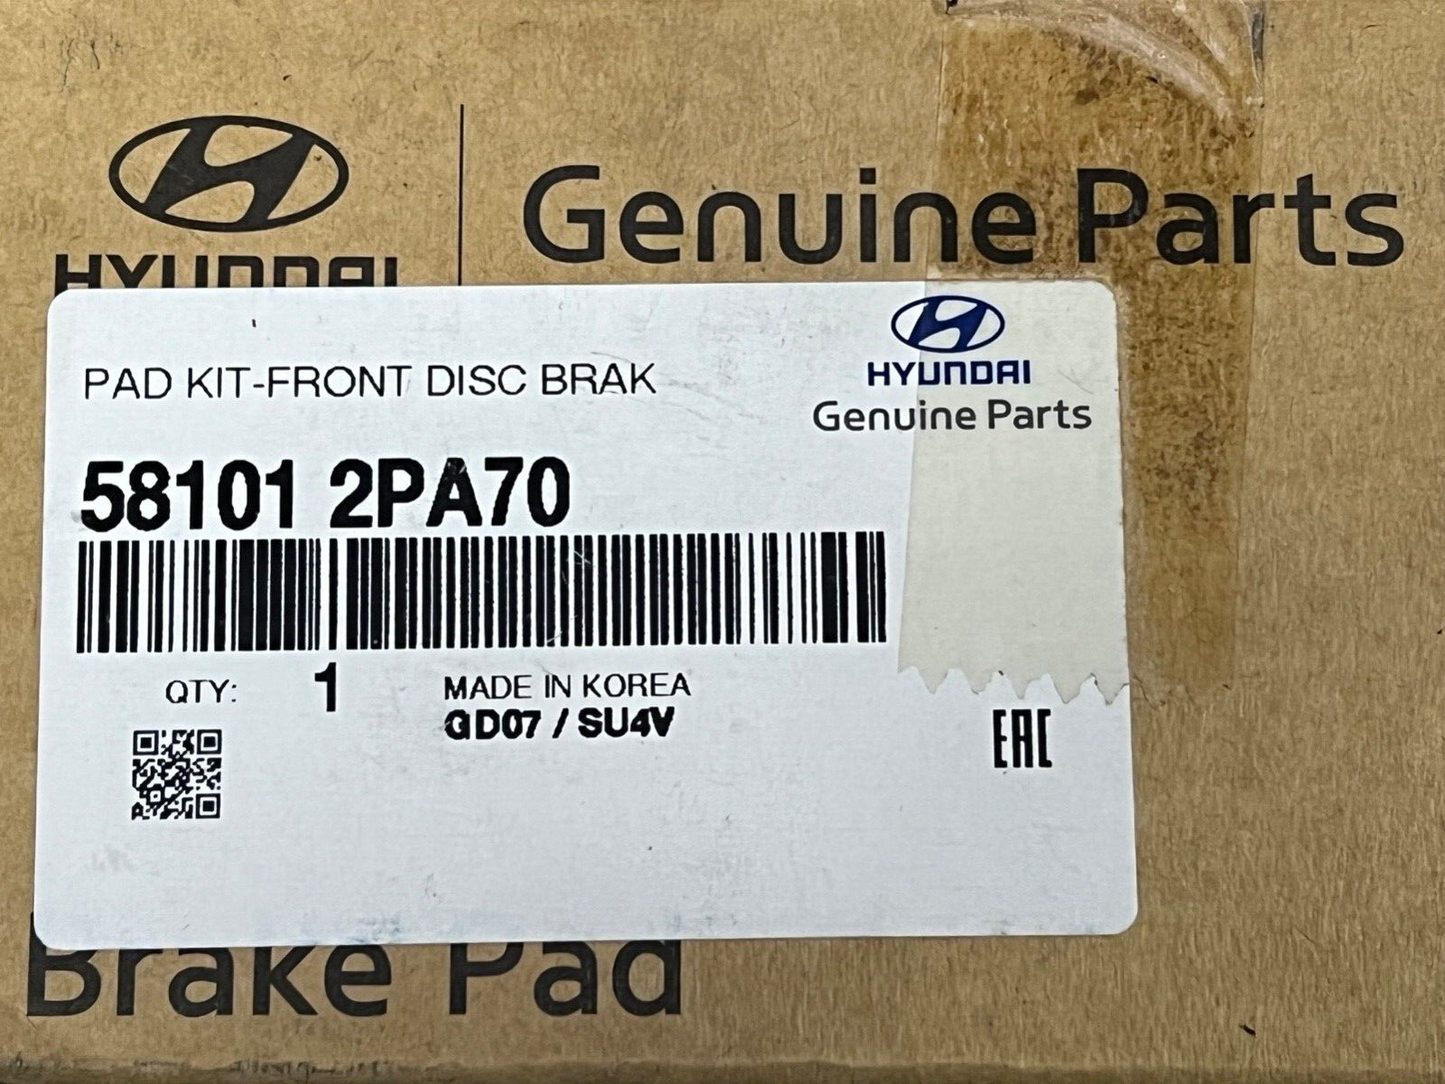 HYUNDAI
Genuine Parts
HYUNDAI
Genuine Parts
PAD KIT-FRONT DISC BRAK
58101 2PA70
QTY: 1
MADE IN KOREA
GD07 / SU4V
EAC
Brake Pad